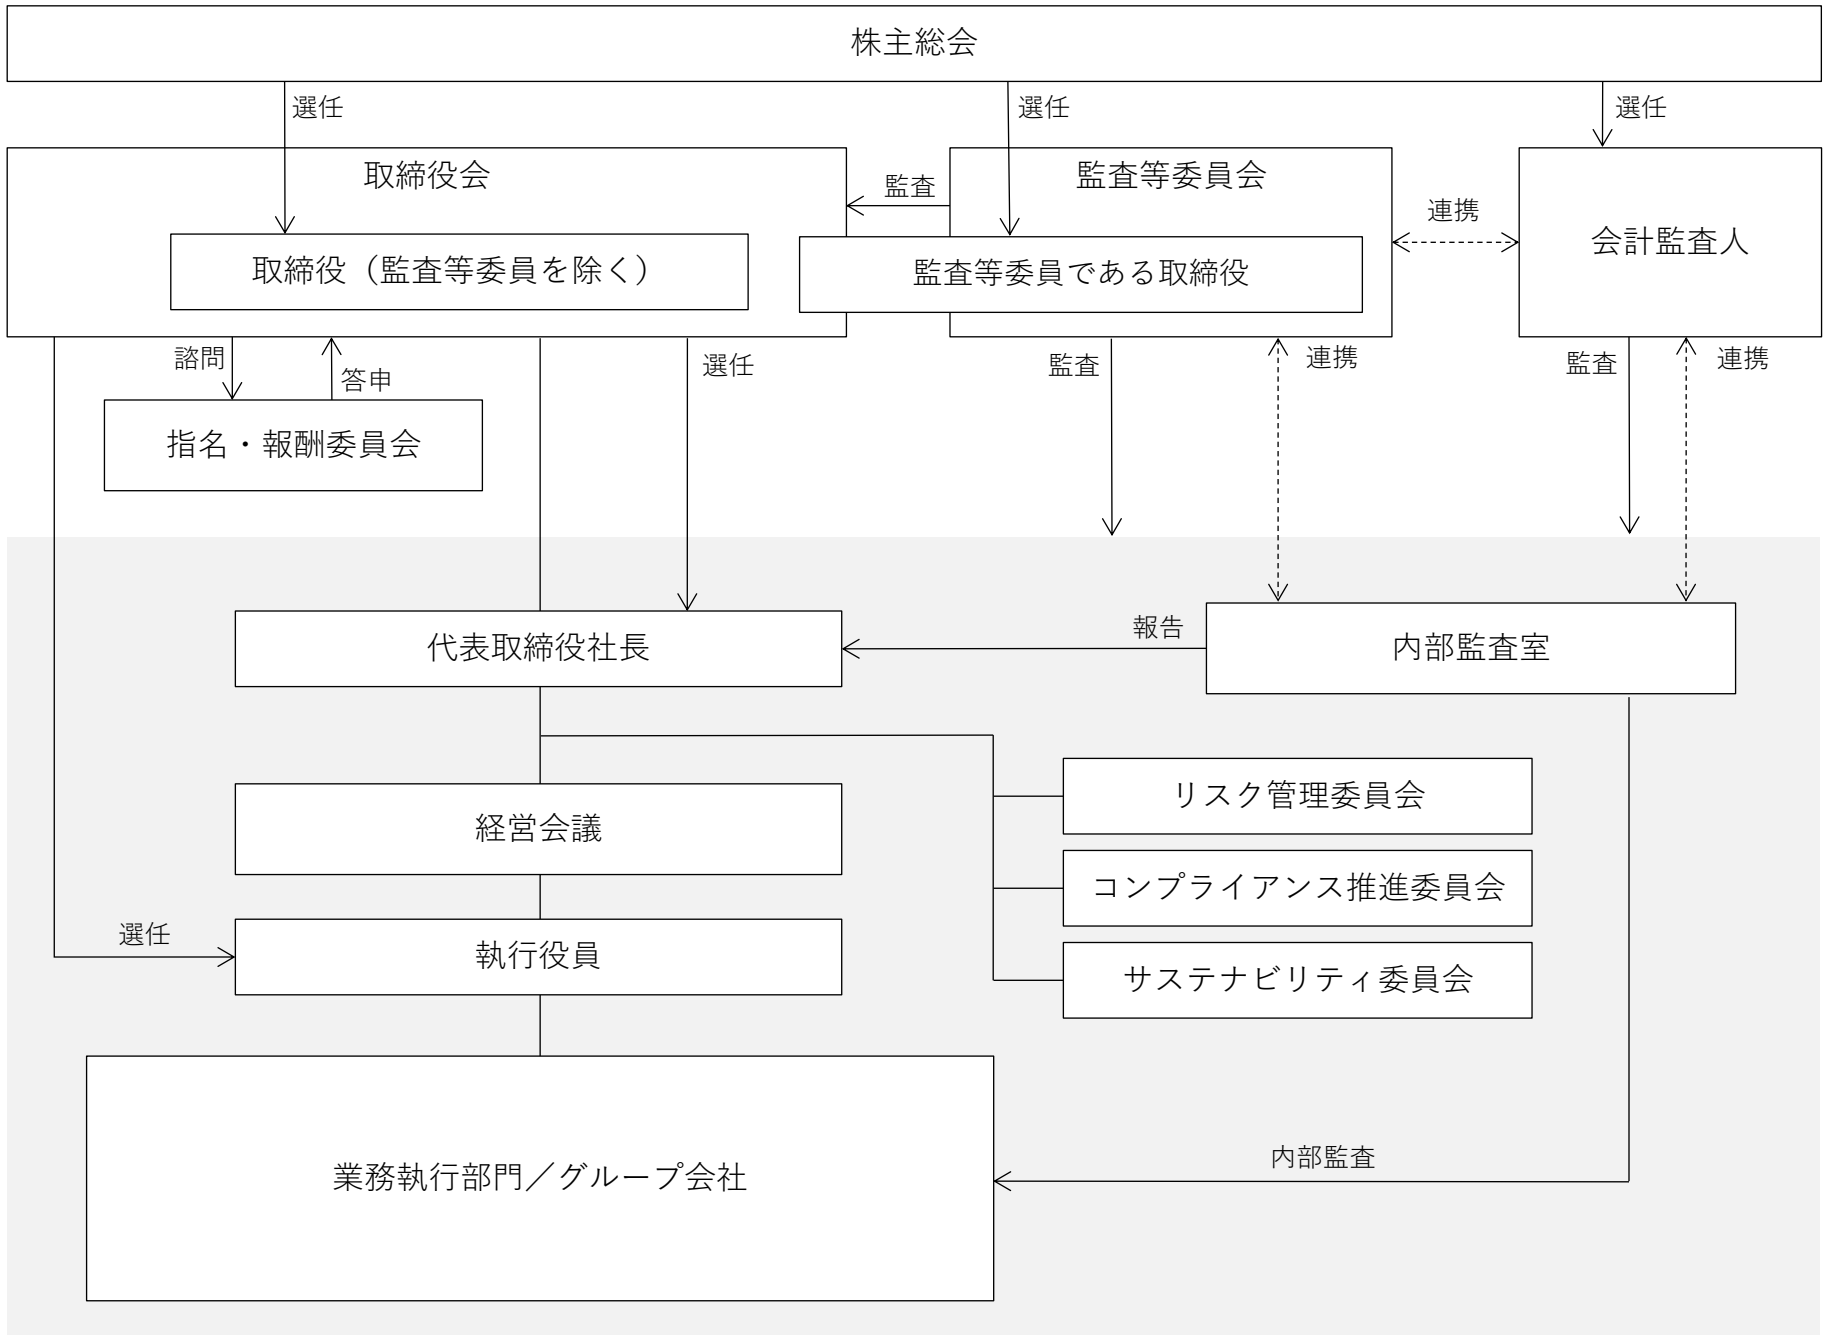 株主総会
選任
選任
選任
取締役会
監査
監査等委員会
連携
会計監査人
取締役（監査等委員を除く）
監査等委員である取締役
諮問
答申
選任
監査
連携
監査
連携
指名・報酬委員会
代表取締役社長
報告
内部監査室
経営会議
リスク管理委員会
コンプライアンス推進委員会
選任
執行役員
サステナビリティ委員会
業務執行部門／グループ会社
内部監査